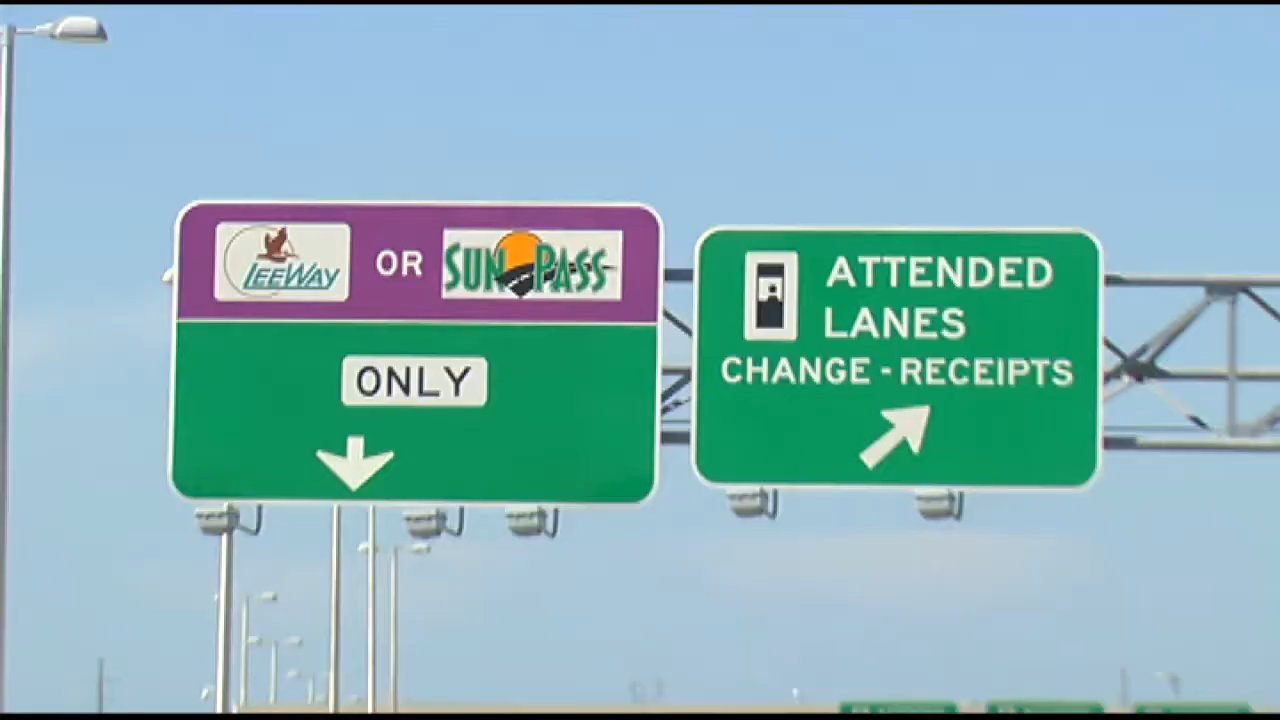 LEEWAY OR SUNPASS
ONLY
ATTENDED
LANES
CHANGE - RECEIPTS